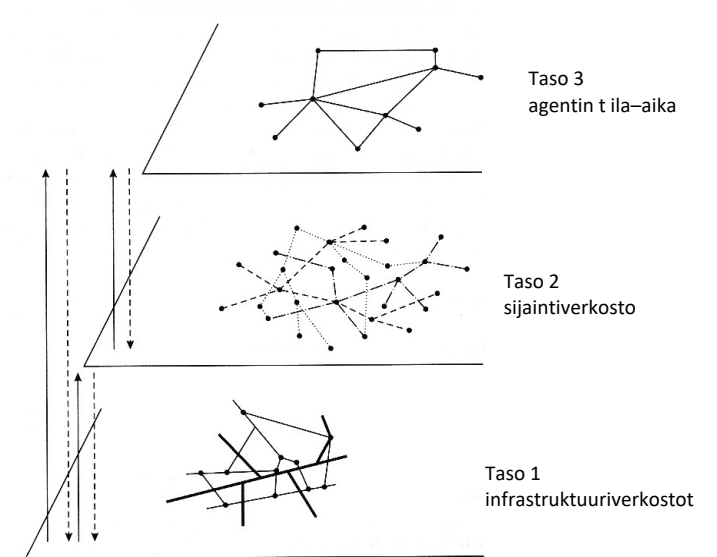 Taso 3
agentin t ila–aika
Taso 2
sijaintiverkosto
Taso 1
infrastruktuuriverkostot